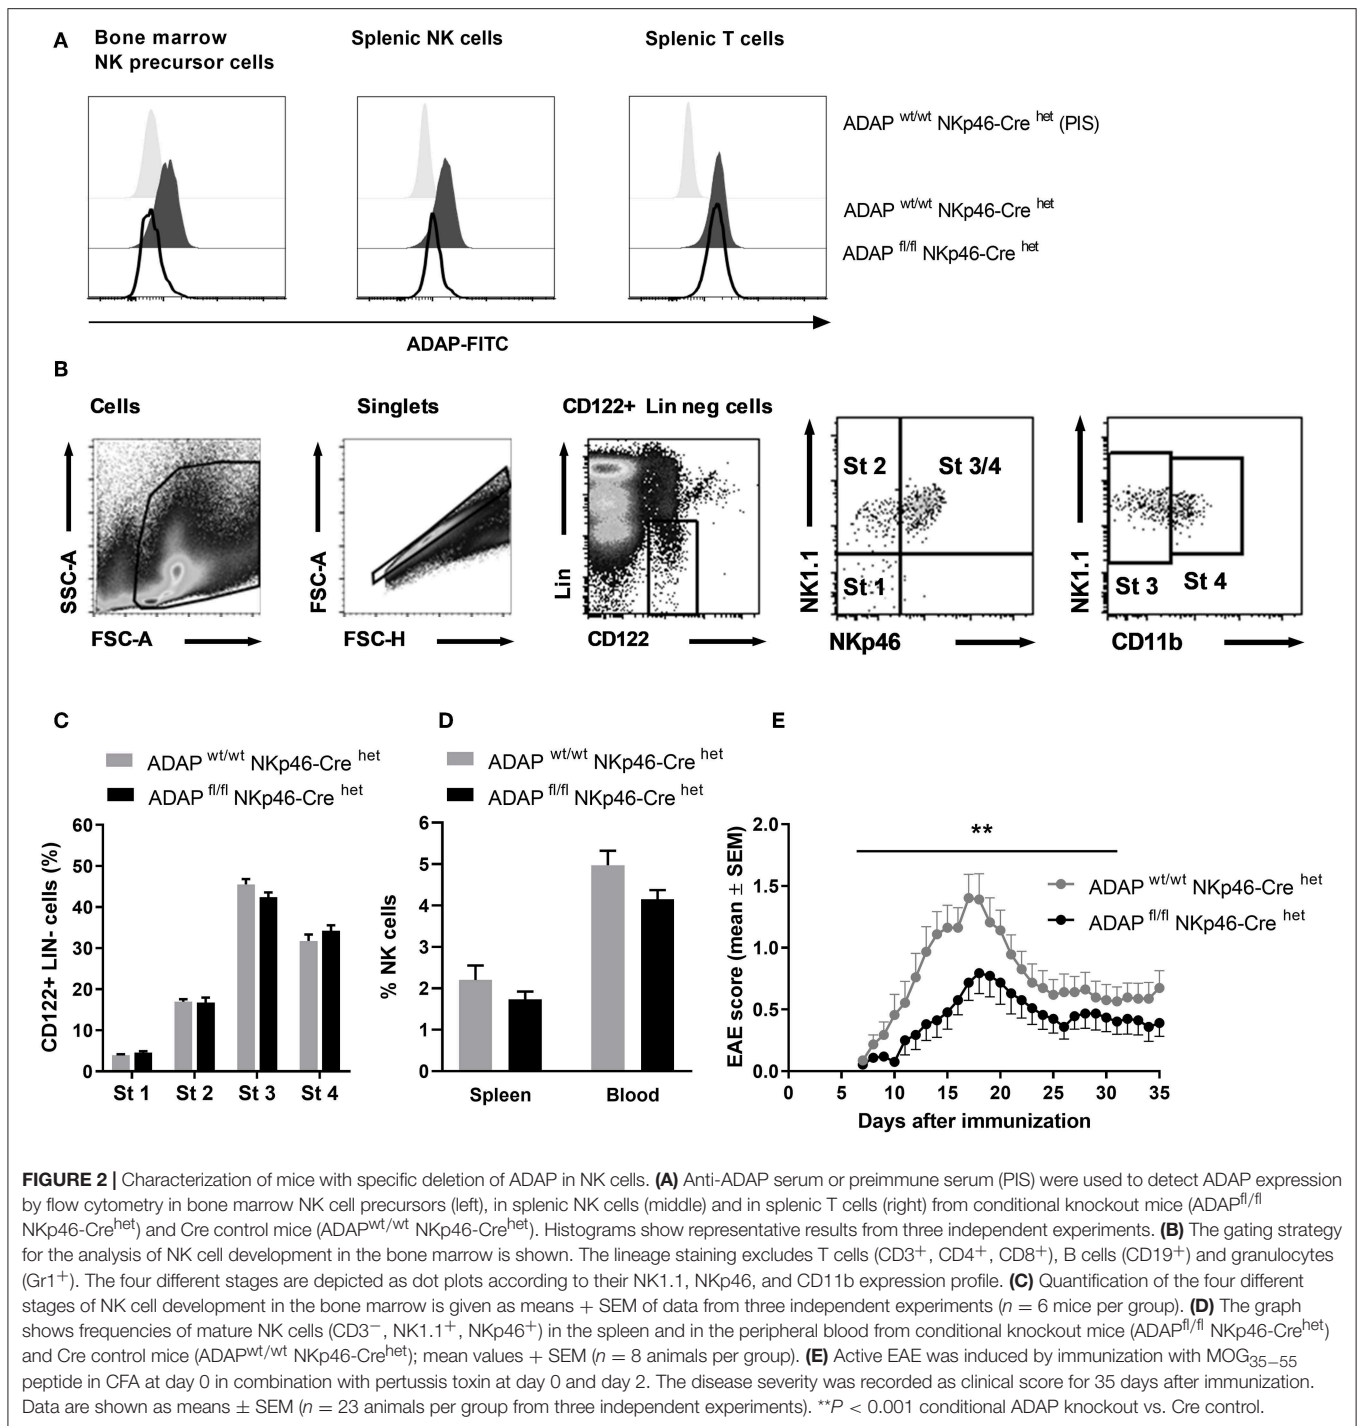 A
Bone marrow
NK precursor cells
Splenic NK cells
Splenic T cells
ADAP wt/wt NKp46-Cre het (PIS)
ADAP wt/wt NKp46-Cre het
ADAP fl/fl NKp46-Cre het
ADAP-FITC
B
Cells
Singlets
CD122+ Lin neg cells
SSC-A
FSC-A
FSC-A
FSC-H
Lin
CD122
St 2
St 3/4
St 1
NK1.1
NKp46
St 3
St 4
NK1.1
CD11b
C
ADAP wt/wt NKp46-Cre het
ADAP fl/fl NKp46-Cre het
CD122+ LIN- cells (%)
60
50
40
30
20
10
0
St 1 St 2 St 3 St 4
D
ADAP wt/wt NKp46-Cre het
ADAP fl/fl NKp46-Cre het
% NK cells
6
5
4
3
2
1
0
Spleen Blood
E
**
ADAP wt/wt NKp46-Cre het
ADAP fl/fl NKp46-Cre het
EAE score (mean ± SEM)
2.0
1.5
1.0
0.5
0.0
0 5 10 15 20 25 30 35
Days after immunization
FIGURE 2 | Characterization of mice with specific deletion of ADAP in NK cells. (A) Anti-ADAP serum or preimmune serum (PIS) were used to detect ADAP expression
by flow cytometry in bone marrow NK cell precursors (left), in splenic NK cells (middle) and in splenic T cells (right) from conditional knockout mice (ADAPfl/fl
NKp46-Crehet) and Cre control mice (ADAPwt/wt NKp46-Crehet). Histograms show representative results from three independent experiments. (B) The gating strategy
for the analysis of NK cell development in the bone marrow is shown. The lineage staining excludes T cells (CD3+, CD4+, CD8+), B cells (CD19+) and granulocytes
(Gr1+). The four different stages are depicted as dot plots according to their NK1.1, NKp46, and CD11b expression profile. (C) Quantification of the four different
stages of NK cell development in the bone marrow is given as means + SEM of data from three independent experiments (n = 6 mice per group). (D) The graph
shows frequencies of mature NK cells (CD3−, NK1.1+, NKp46+) in the spleen and in the peripheral blood from conditional knockout mice (ADAPfl/fl NKp46-Crehet)
and Cre control mice (ADAPwt/wt NKp46-Crehet); mean values + SEM (n = 8 animals per group). (E) Active EAE was induced by immunization with MOG35−55
peptide in CFA at day 0 in combination with pertussis toxin at day 0 and day 2. The disease severity was recorded as clinical score for 35 days after immunization.
Data are shown as means ± SEM (n = 23 animals per group from three independent experiments). **P < 0.001 conditional ADAP knockout vs. Cre control.